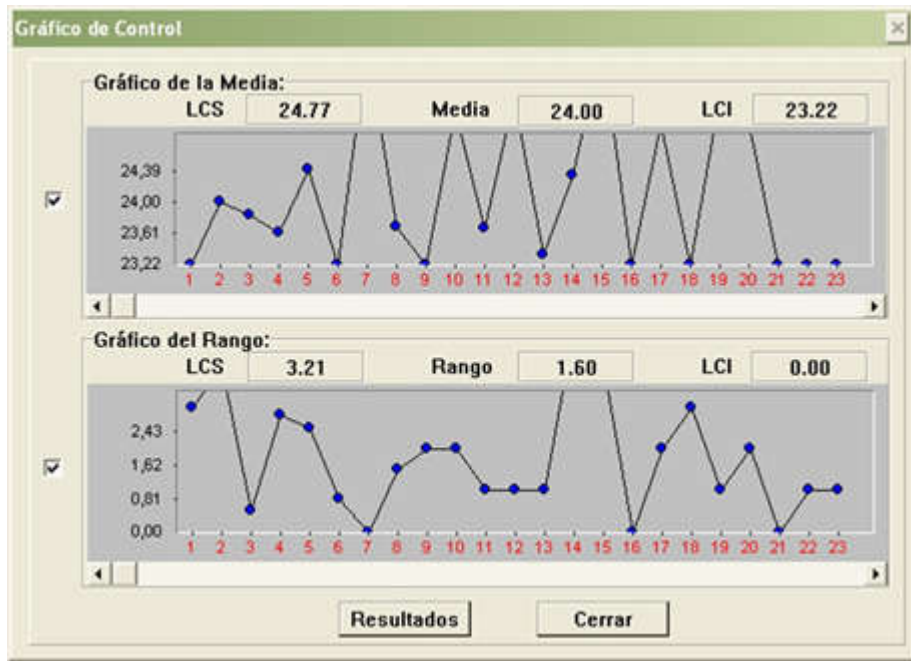 Gráfico de Control
Gráfico de la Media:
LCS 24.77 Media 24.00 LCI 23.22
24,39
24,00
23,61
23,22
1 2 3 4 5 6 7 8 9 10 11 12 13 14 15 16 17 18 19 20 21 22 23
Gráfico del Rango:
LCS 3.21 Rango 1.60 LCI 0.00
2,43
1,62
0,81
0,00
1 2 3 4 5 6 7 8 9 10 11 12 13 14 15 16 17 18 19 20 21 22 23
Resultados Cerrar